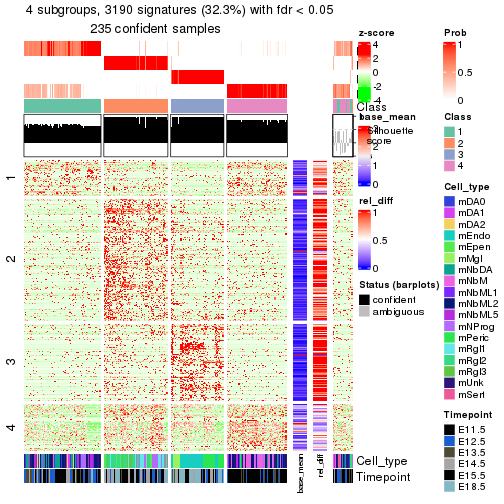 4 subgroups, 3190 signatures (32.3%) with fdr < 0.05
235 confident samples
Class
Silhouette
score
1
2
3
4
base_mean
rel_diff
Cell_type
Timepoint
z-score
4
2
0
-2
-4
base_mean
0
rel_diff
1
0.5
0
Status (barplots)
confident
ambiguous
Prob
1
0.5
0
Class
1
2
3
4
Cell_type
mDA0
mDA1
mDA2
mEndo
mEpen
mMgl
mNbDA
mNbM
mNbML1
mNbML2
mNbML5
mNProg
mPeric
mRgl1
mRgl2
mRgl3
mUnk
mSert
Timepoint
E11.5
E12.5
E13.5
E14.5
E15.5
E18.5